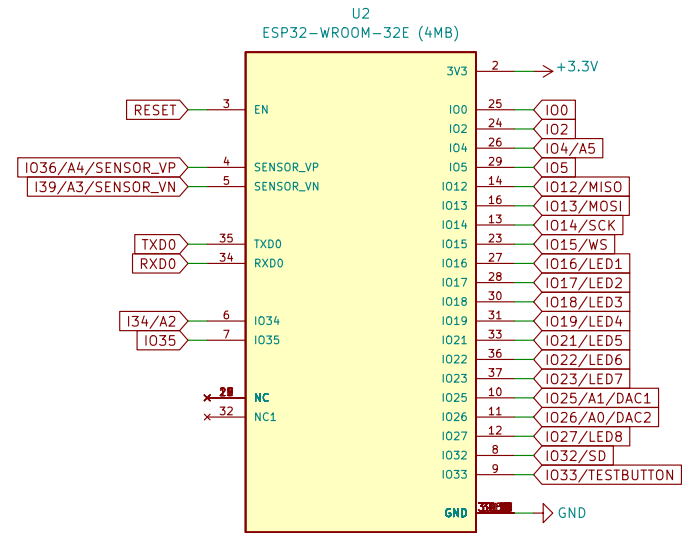 U2
ESP32-WROOM-32E (4MB)
3V3 2 +3.3V
RESET 3 EN
IO0 25 IO0
IO2 24 IO2
IO4 26 IO4/A5
IO36/A4/SENSOR_VP 4 SENSOR_VP
IO5 29 IO5
I39/A3/SENSOR_VN 5 SENSOR_VN
IO12 14 IO12/MISO
IO13 16 IO13/MOSI
IO14 13 IO14/SCK
TXD0 35 TXD0
IO15 23 IO15/WS
RXD0 34 RXD0
IO16 27 IO16/LED1
IO17 28 IO17/LED2
IO18 30 IO18/LED3
I34/A2 6 IO34
IO19 31 IO19/LED4
IO35 7 IO35
IO21 33 IO21/LED5
IO22 36 IO22/LED6
IO23 37 IO23/LED7
NC
IO25 10 IO25/A1/DAC1
32 NC1
IO26 11 IO26/A0/DAC2
IO27 12 IO27/LED8
IO32 8 IO32/SD
IO33 9 IO33/TESTBUTTON
GND GND